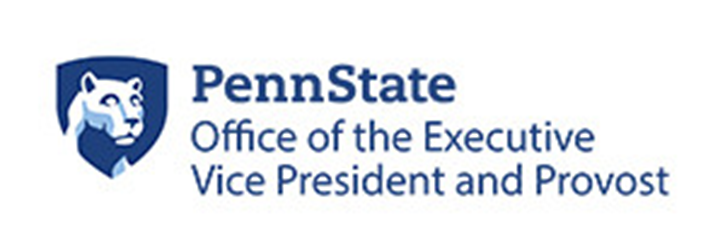 PennState
Office of the Executive
Vice President and Provost